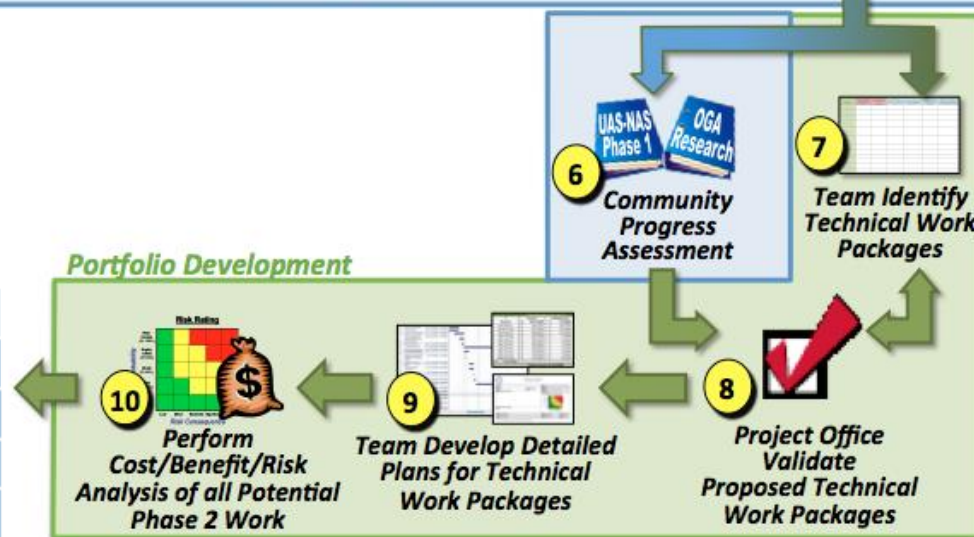 UAS-NAS
Phase 1
OGA
Research
6
Community
Progress
Assessment
7
Team Identify
Technical Work
Packages
Portfolio Development
Risk Rating
10
Perform
Cost/Benefit/Risk
Analysis of all Potential
Phase 2 Work
$
9
Team Develop Detailed
Plans for Technical
Work Packages
8
Project Office
Validate
Proposed Technical
Work Packages